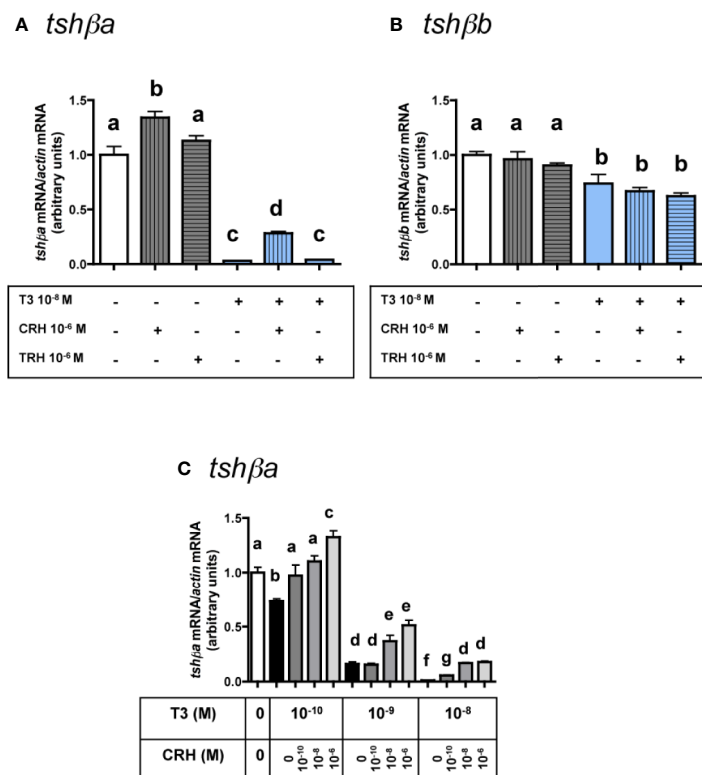 A tshβa
B tshβb
tshβa mRNA/actin mRNA
(arbitrary units)
1.5
1.0
0.5
0.0
a
b
a
c
d
c
T3 10⁻⁸ M - - - + + +
CRH 10⁻⁶ M - + - - + -
TRH 10⁻⁶ M - - + - - +
tshβb mRNA/actin mRNA
(arbitrary units)
1.5
1.0
0.5
0.0
a
a
a
b
b
b
T3 10⁻⁸ M - - - + + +
CRH 10⁻⁶ M - + - - + -
TRH 10⁻⁶ M - - + - - +
C tshβa
tshβa mRNA/actin mRNA
(arbitrary units)
1.5
1.0
0.5
0.0
a
b
a
a
c
d
d
e
e
f
g
d
d
T3 (M) 0 10⁻¹⁰ 10⁻⁹ 10⁻⁸
CRH (M) 0 0 10⁻¹⁰ 10⁻⁸ 10⁻⁶ 0 10⁻¹⁰ 10⁻⁸ 10⁻⁶ 0 10⁻¹⁰ 10⁻⁸ 10⁻⁶